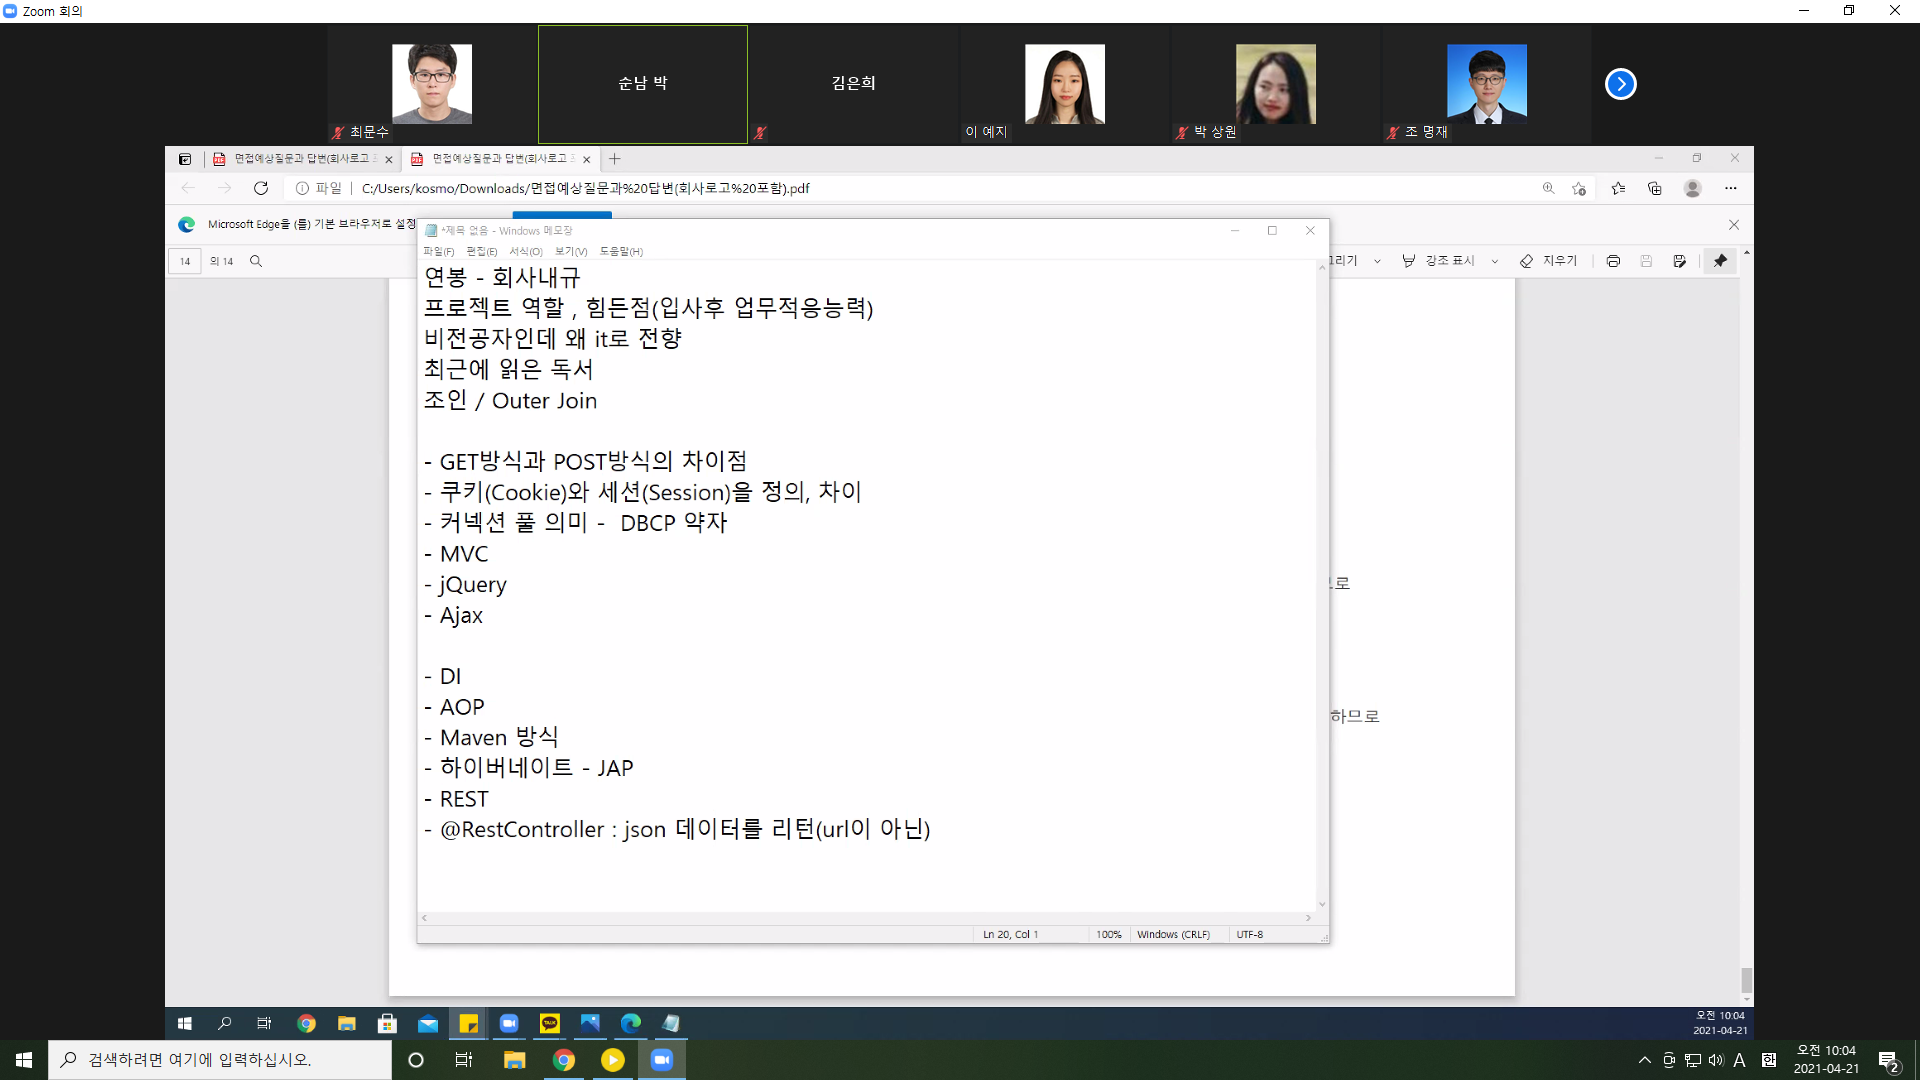 Zoom 회의
최문수
순남 박
김은희
이 예지
박 상원
조 명재
면접예상질문과 답변(회사로고
면접예상질문과 답변(회사로고
파일 | C:/Users/kosmo/Downloads/면접예상질문과%20답변(회사로고%20포함).pdf
Microsoft Edge을 (를) 기본 브라우저로 설정
14 의 14
그리기 강조 표시 지우기
*제목 없음 - Windows 메모장
파일(F) 편집(E) 서식(O) 보기(V) 도움말(H)
연봉 - 회사내규
프로젝트 역할 , 힘든점(입사후 업무적응능력)
비전공자인데 왜 it로 전향
최근에 읽은 독서
조인 / Outer Join
- GET방식과 POST방식의 차이점
- 쿠키(Cookie)와 세션(Session)을 정의, 차이
- 커넥션 풀 의미 -  DBCP 약자
- MVC
- jQuery
- Ajax
- DI
- AOP
- Maven 방식
- 하이버네이트 - JAP
- REST
- @RestController : json 데이터를 리턴(url이 아닌)
므로
하므로
Ln 20, Col 1 100% Windows (CRLF) UTF-8
오전 10:04
2021-04-21
검색하려면 여기에 입력하십시오.
A 한
오전 10:04
2021-04-21
2